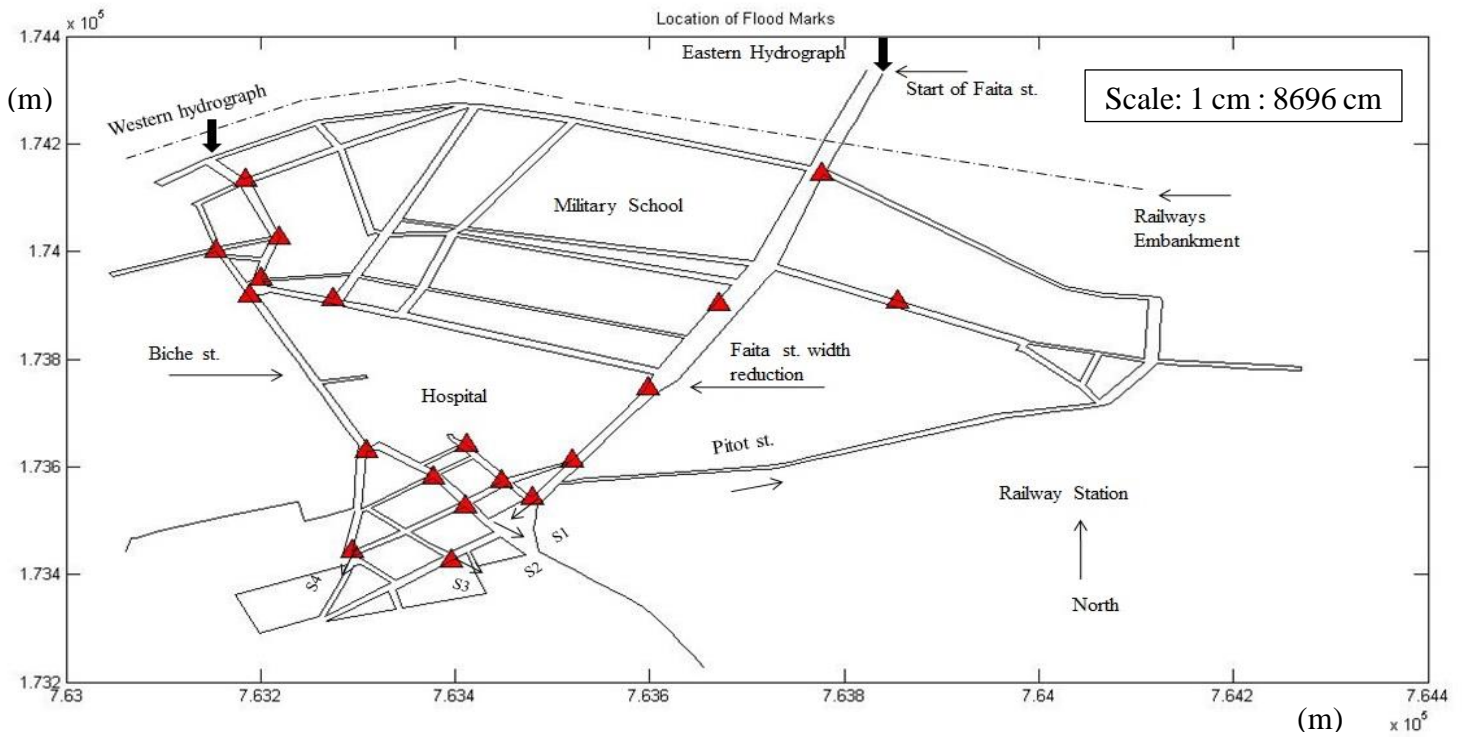 Location of Flood Marks
x 10^5
1.744
1.742
1.74
1.738
1.736
1.734
1.732
(m)
Eastern Hydrograph
Scale: 1 cm : 8696 cm
Start of Faita st.
Western hydrograph
Military School
Railways
Embankment
Biche st.
Faita st. width
reduction
Hospital
Pitot st.
Railway Station
S1
S2
S3
S4
North
7.63
7.632
7.634
7.636
7.638
7.64
7.642
7.644
(m)
x 10^5